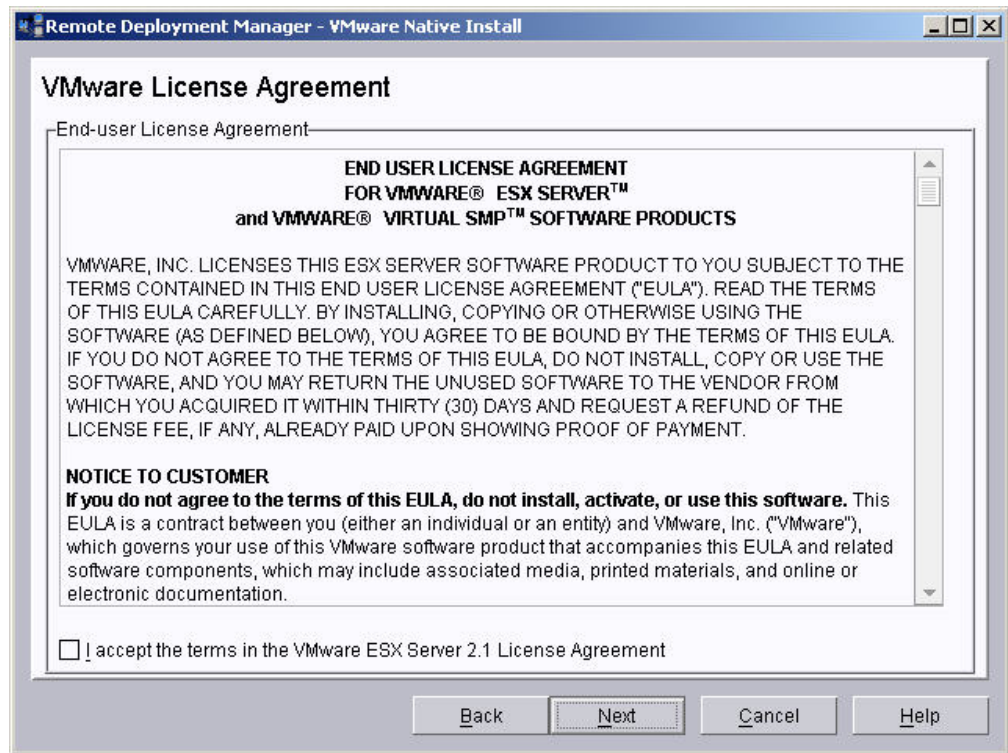 Remote Deployment Manager - VMware Native Install
VMware License Agreement
End-user License Agreement
END USER LICENSE AGREEMENT
FOR VMWARE® ESX SERVER™
and VMWARE® VIRTUAL SMP™ SOFTWARE PRODUCTS
VMWARE, INC. LICENSES THIS ESX SERVER SOFTWARE PRODUCT TO YOU SUBJECT TO THE
TERMS CONTAINED IN THIS END USER LICENSE AGREEMENT ("EULA"). READ THE TERMS
OF THIS EULA CAREFULLY. BY INSTALLING, COPYING OR OTHERWISE USING THE
SOFTWARE (AS DEFINED BELOW), YOU AGREE TO BE BOUND BY THE TERMS OF THIS EULA.
IF YOU DO NOT AGREE TO THE TERMS OF THIS EULA, DO NOT INSTALL, COPY OR USE THE
SOFTWARE, AND YOU MAY RETURN THE UNUSED SOFTWARE TO THE VENDOR FROM
WHICH YOU ACQUIRED IT WITHIN THIRTY (30) DAYS AND REQUEST A REFUND OF THE
LICENSE FEE, IF ANY, ALREADY PAID UPON SHOWING PROOF OF PAYMENT.
NOTICE TO CUSTOMER
If you do not agree to the terms of this EULA, do not install, activate, or use this software. This
EULA is a contract between you (either an individual or an entity) and VMware, Inc. ("VMware"),
which governs your use of this VMware software product that accompanies this EULA and related
software components, which may include associated media, printed materials, and online or
electronic documentation.
I accept the terms in the VMware ESX Server 2.1 License Agreement
Back Next Cancel Help